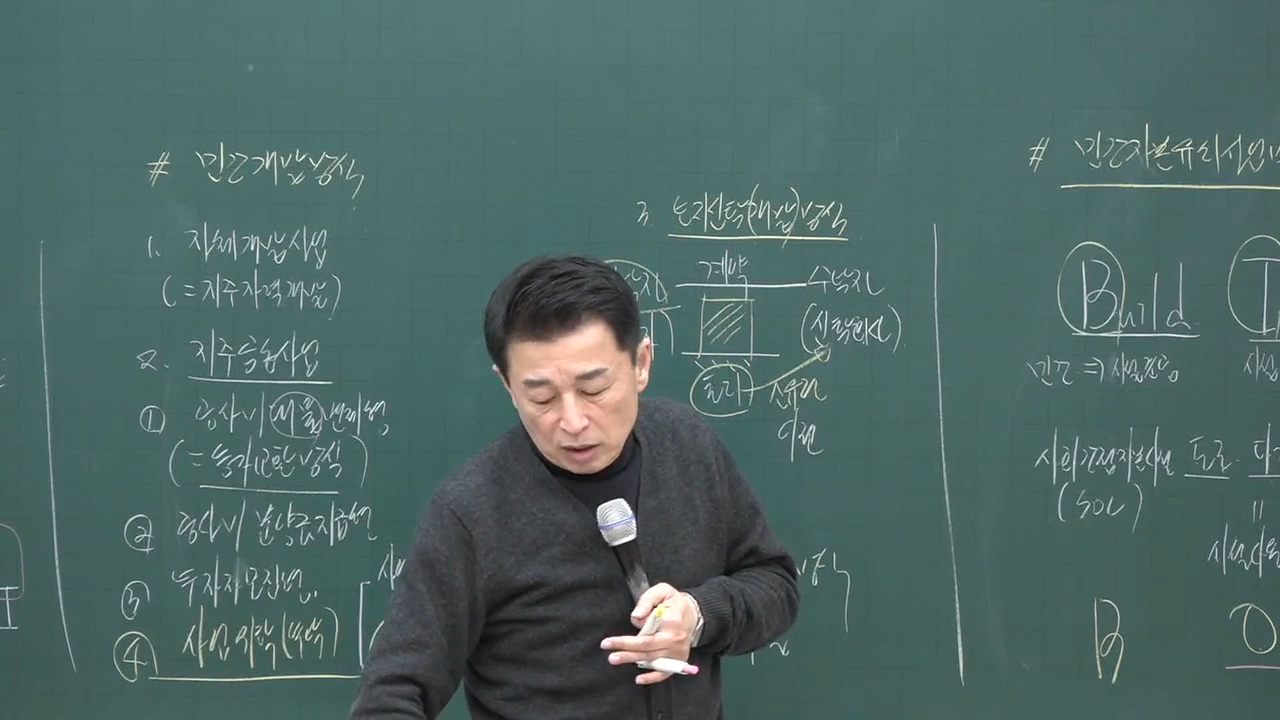 # 민간개발방식
1. 자체개발사업
(=지주자력개발)
2. 지주공동사업
① 공사비 대물변제형
(=등가교환방식)
② 공사비 분양금지급형
③ 투자자모집형
④ 사업위탁(수탁)
3. 토지신탁(개발)방식
계약
수탁자
(신탁회사)
토지
소유권
이전
# 민간자본유치사업
Build
민간 ⇒ 시설준공
사회간접자본시설 도로
(SOC)
=
B
O